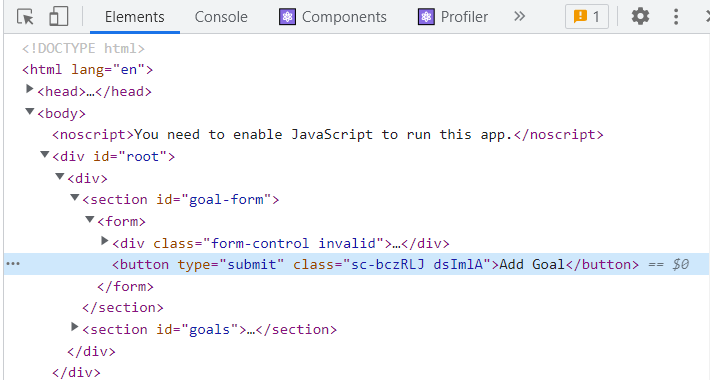 Elements Console Components Profiler » 1
<!DOCTYPE html>
<html lang="en">
<head>…</head>
<body>
<noscript>You need to enable JavaScript to run this app.</noscript>
<div id="root">
<div>
<section id="goal-form">
<form>
<div class="form-control invalid">…</div>
<button type="submit" class="sc-bczRLJ dsImlA">Add Goal</button> == $0
</form>
</section>
<section id="goals">…</section>
</div>
</div>